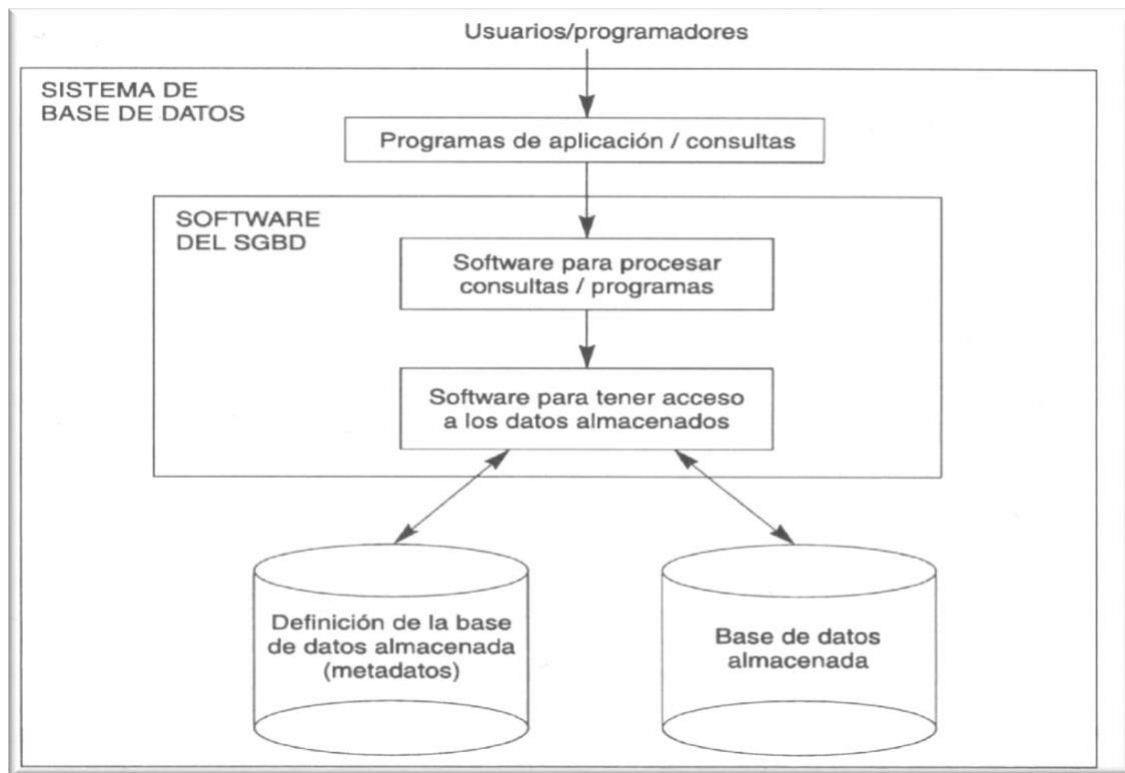 Usuarios/programadores
SISTEMA DE
BASE DE DATOS
Programas de aplicación / consultas
SOFTWARE
DEL SGBD
Software para procesar
consultas / programas
Software para tener acceso
a los datos almacenados
Definición de la base
de datos almacenada
(metadatos)
Base de datos
almacenada